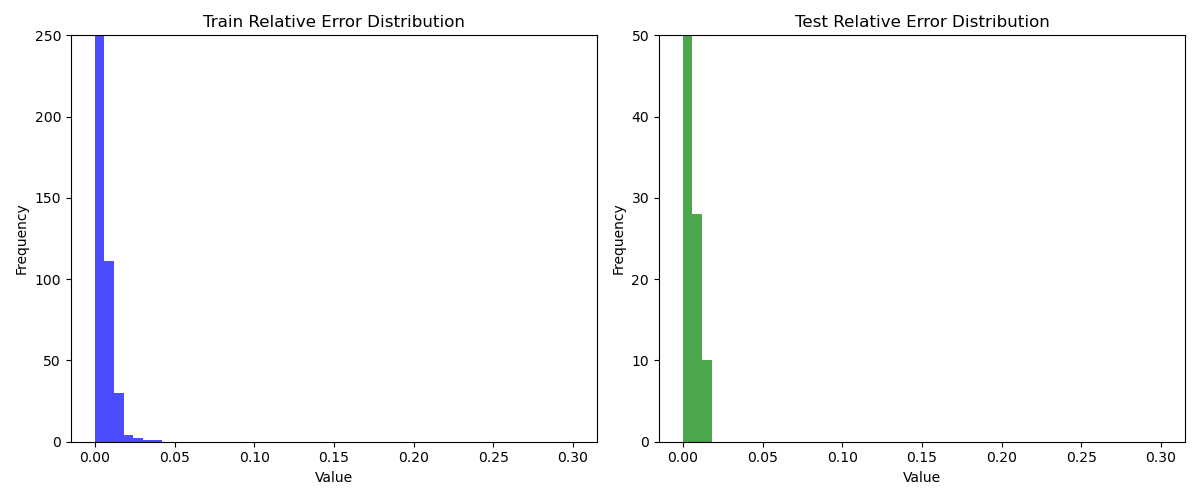 Train Relative Error Distribution
250
200
150
100
50
0
Frequency
0.00 0.05 0.10 0.15 0.20 0.25 0.30
Value
Test Relative Error Distribution
50
40
30
20
10
0
Frequency
0.00 0.05 0.10 0.15 0.20 0.25 0.30
Value